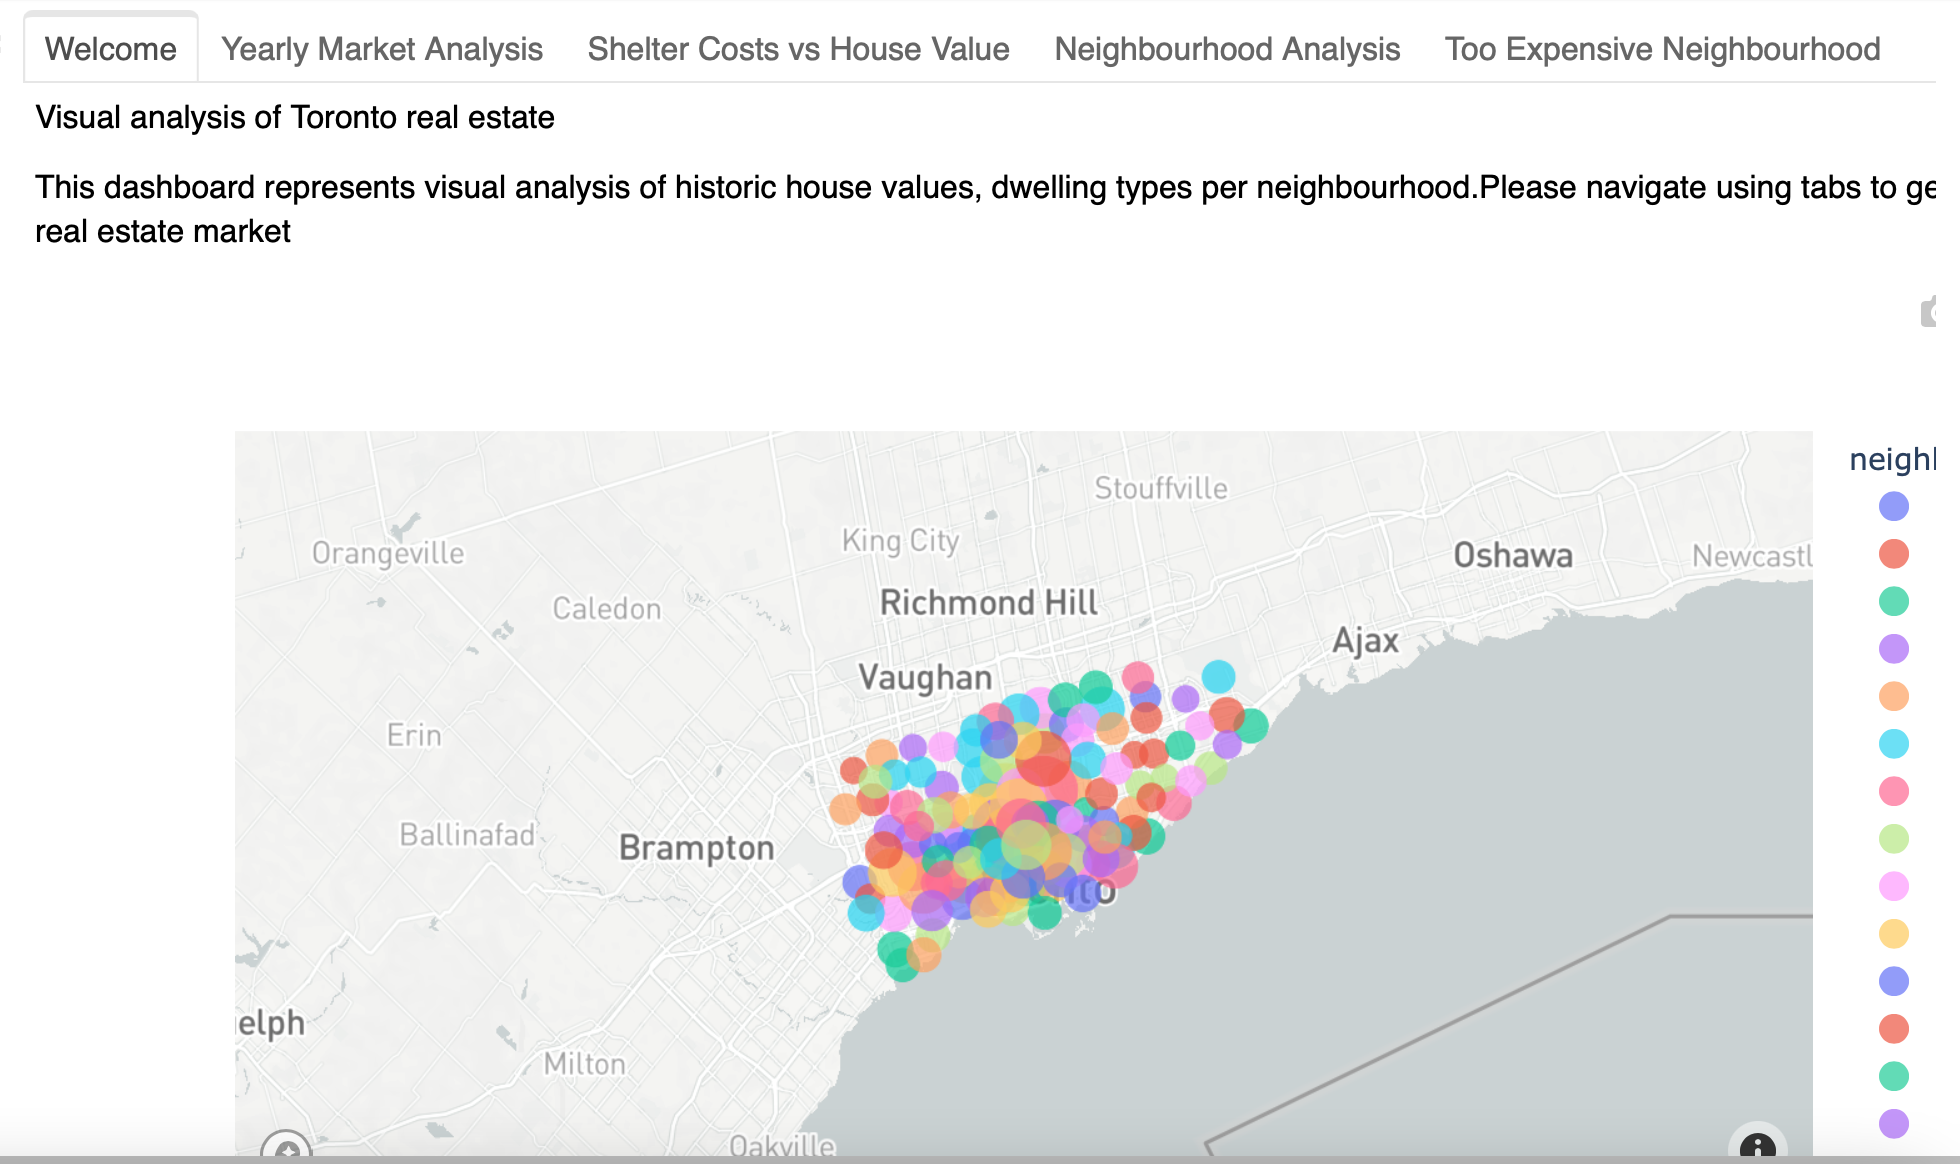 Welcome
Yearly Market Analysis
Shelter Costs vs House Value
Neighbourhood Analysis
Too Expensive Neighbourhood
Visual analysis of Toronto real estate
This dashboard represents visual analysis of historic house values, dwelling types per neighbourhood.Please navigate using tabs to ge
real estate market
neighl
Stouffville
King City
Orangeville
Oshawa
Newcastl
Richmond Hill
Caledon
Ajax
Vaughan
Erin
Ballinafad
Brampton
to
elph
Milton
Oakville